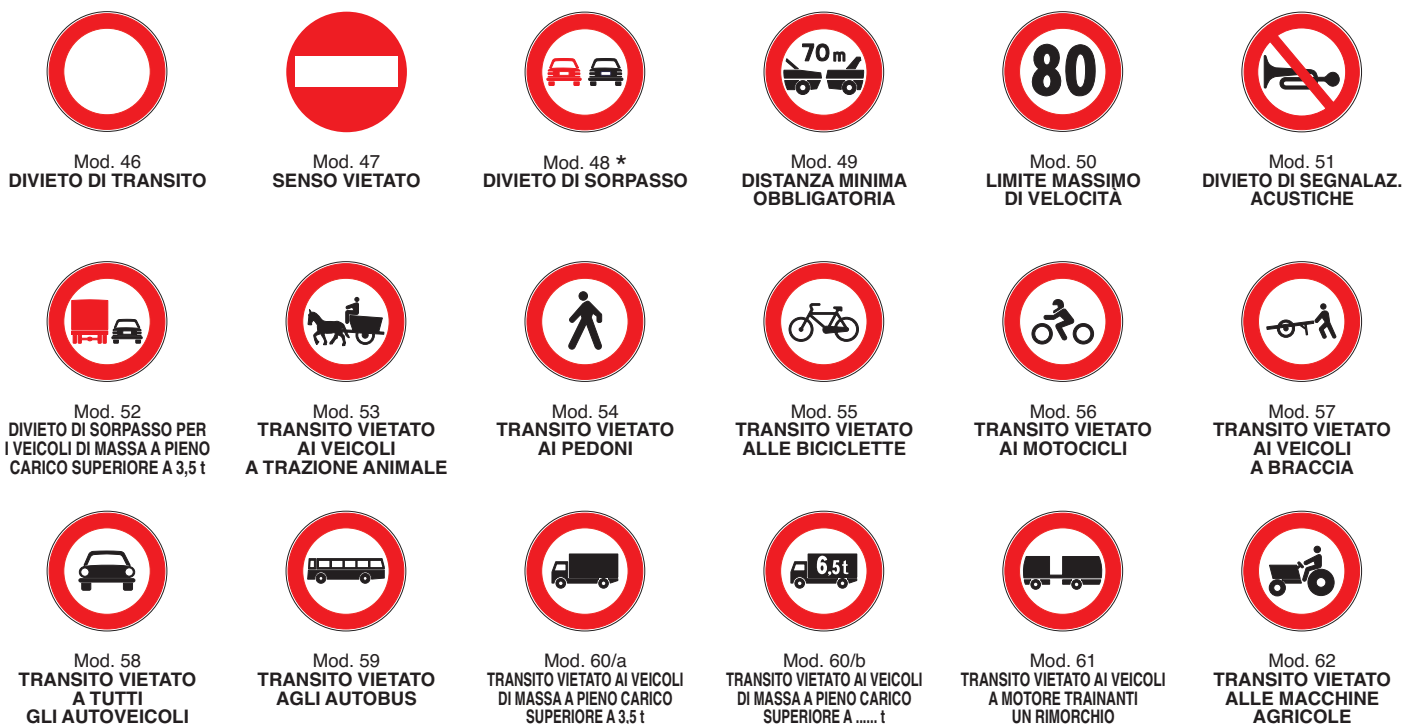 70 m
80
Mod. 46
DIVIETO DI TRANSITO
Mod. 47
SENSO VIETATO
Mod. 48 *
DIVIETO DI SORPASSO
Mod. 49
DISTANZA MINIMA
OBBLIGATORIA
Mod. 50
LIMITE MASSIMO
DI VELOCITÀ
Mod. 51
DIVIETO DI SEGNALAZ.
ACUSTICHE
Mod. 52
DIVIETO DI SORPASSO PER
I VEICOLI DI MASSA A PIENO
CARICO SUPERIORE A 3,5 t
Mod. 53
TRANSITO VIETATO
AI VEICOLI
A TRAZIONE ANIMALE
Mod. 54
TRANSITO VIETATO
AI PEDONI
Mod. 55
TRANSITO VIETATO
ALLE BICICLETTE
Mod. 56
TRANSITO VIETATO
AI MOTOCICLI
Mod. 57
TRANSITO VIETATO
AI VEICOLI
A BRACCIA
6,5 t
Mod. 58
TRANSITO VIETATO
A TUTTI
GLI AUTOVEICOLI
Mod. 59
TRANSITO VIETATO
AGLI AUTOBUS
Mod. 60/a
TRANSITO VIETATO AI VEICOLI
DI MASSA A PIENO CARICO
SUPERIORE A 3,5 t
Mod. 60/b
TRANSITO VIETATO AI VEICOLI
DI MASSA A PIENO CARICO
SUPERIORE A ...... t
Mod. 61
TRANSITO VIETATO AI VEICOLI
A MOTORE TRAINANTI
UN RIMORCHIO
Mod. 62
TRANSITO VIETATO
ALLE MACCHINE
AGRICOLE